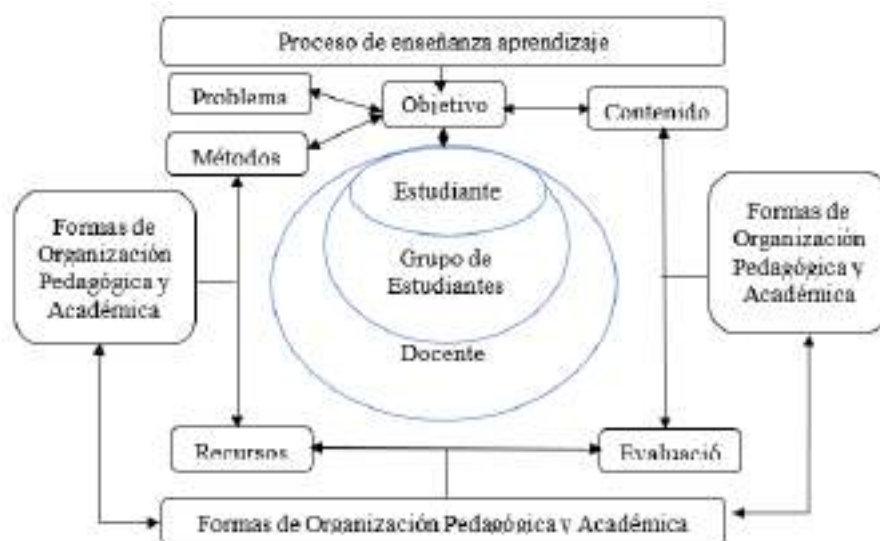 Proceso de enseñanza aprendizaje
Problema
Objetivo
Contenido
Métodos
Estudiante
Formas de
Organización
Pedagógica y
Académica
Grupo de
Estudiantes
Formas de
Organización
Pedagógica y
Académica
Docente
Recursos
Evaluació
Formas de Organización Pedagógica y Académica